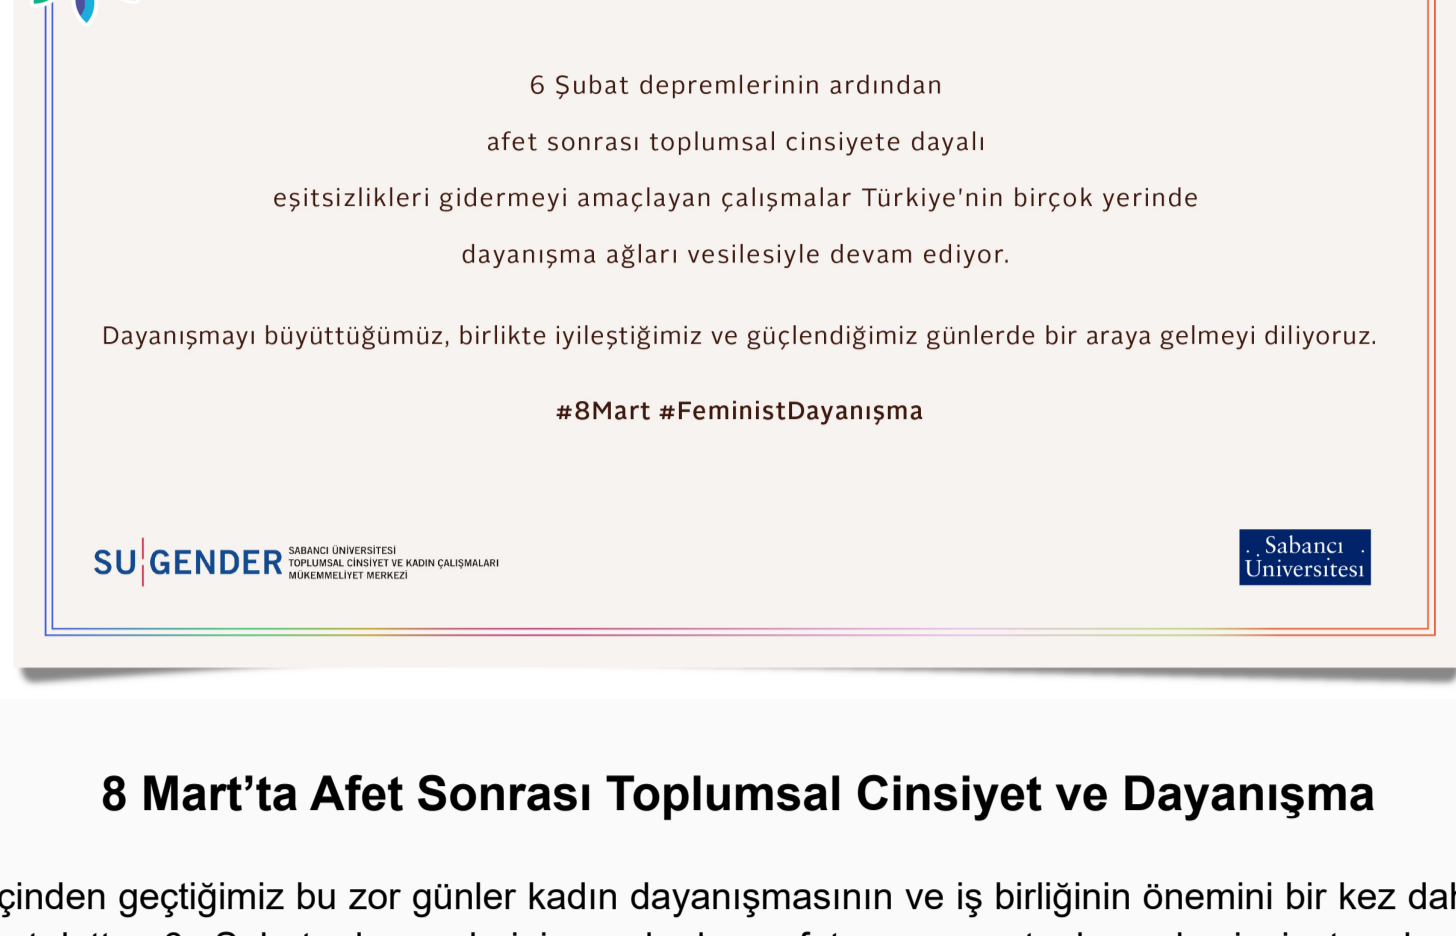 6 Şubat depremlerinin ardından
afet sonrası toplumsal cinsiyete dayalı
eşitsizlikleri gidermeyi amaçlayan çalışmalar Türkiye'nin birçok yerinde
dayanışma ağları vesilesiyle devam ediyor.
Dayanışmayı büyüttüğümüz, birlikte iyileştiğimiz ve güçlendiğimiz günlerde bir araya gelmeyi diliyoruz.
#8Mart #FeministDayanışma
SU GENDER
SABANCI ÜNİVERSİTESİ
TOPLUMSAL CİNSİYET VE KADIN ÇALIŞMALARI
MÜKEMMELİYET MERKEZİ
Sabancı
Üniversitesi
8 Mart’ta Afet Sonrası Toplumsal Cinsiyet ve Dayanışma
geçtiğimiz bu zor günler kadın dayanışmasının ve iş birliğinin önemini bir kez